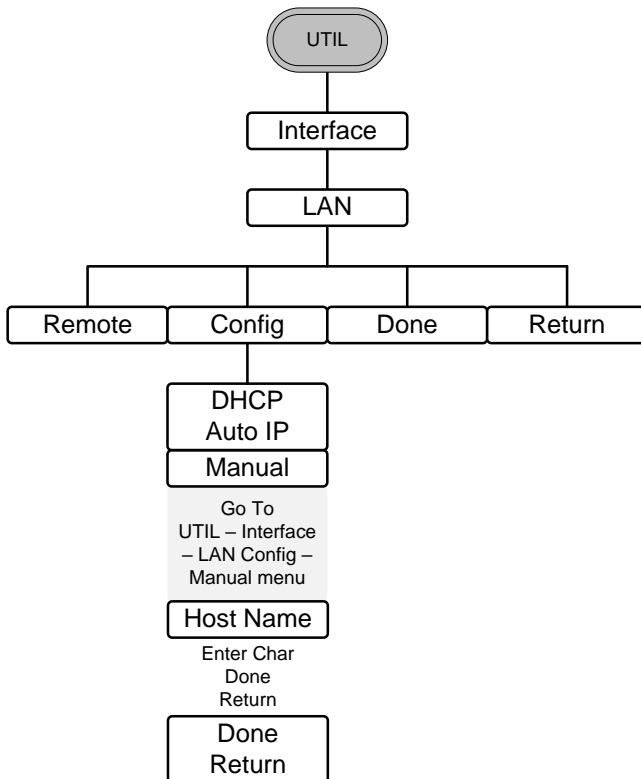 UTIL
Interface
LAN
Remote
Config
Done
Return
DHCP
Auto IP
Manual
Go To
UTIL – Interface
– LAN Config –
Manual menu
Host Name
Enter Char
Done
Return
Done
Return